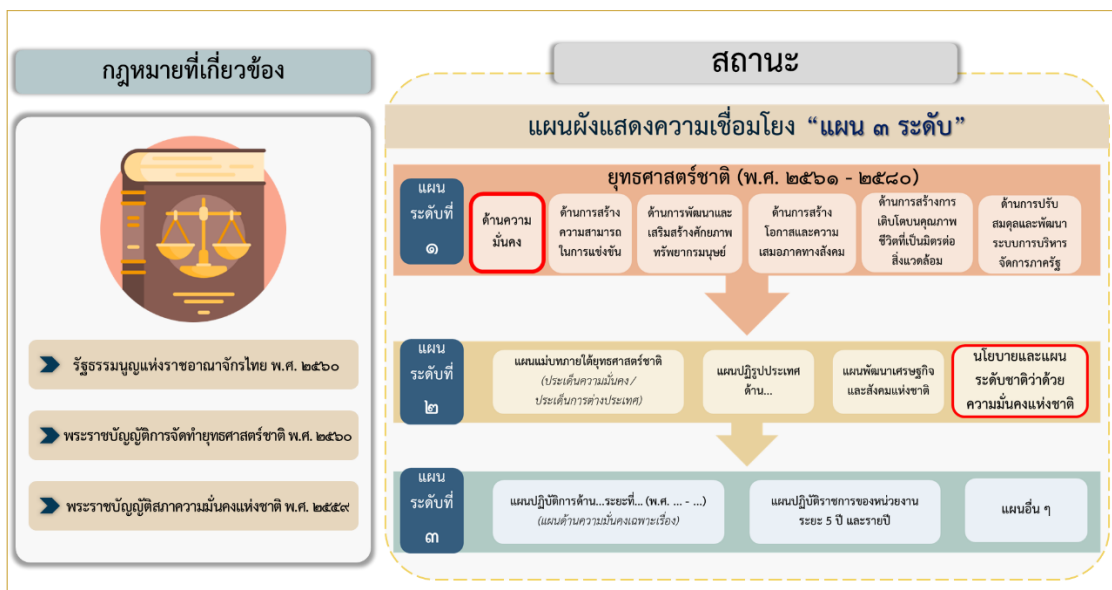 กฎหมายที่เกี่ยวข้อง
รัฐธรรมนูญแห่งราชอาณาจักรไทย พ.ศ. ๒๕๖๐
พระราชบัญญัติการจัดทำยุทธศาสตร์ชาติ พ.ศ. ๒๕๖๐
พระราชบัญญัติสภาความมั่นคงแห่งชาติ พ.ศ. ๒๕๕๙
สถานะ
แผนผังแสดงความเชื่อมโยง “แผน ๓ ระดับ”
แผน
ระดับที่
๑
ยุทธศาสตร์ชาติ (พ.ศ. ๒๕๖๑ - ๒๕๘๐)
ด้านความ
มั่นคง
ด้านการสร้าง
ความสามารถ
ในการแข่งขัน
ด้านการพัฒนาและ
เสริมสร้างศักยภาพ
ทรัพยากรมนุษย์
ด้านการสร้าง
โอกาสและความ
เสมอภาคทางสังคม
ด้านการสร้างการ
เติบโตบนคุณภาพ
ชีวิตที่เป็นมิตรต่อ
สิ่งแวดล้อม
ด้านการปรับ
สมดุลและพัฒนา
ระบบการบริหาร
จัดการภาครัฐ
แผน
ระดับที่
๒
แผนแม่บทภายใต้ยุทธศาสตร์ชาติ
(ประเด็นความมั่นคง /
ประเด็นการต่างประเทศ)
แผนปฏิรูปประเทศ
ด้าน...
แผนพัฒนาเศรษฐกิจ
และสังคมแห่งชาติ
นโยบายและแผน
ระดับชาติว่าด้วย
ความมั่นคงแห่งชาติ
แผน
ระดับที่
๓
แผนปฏิบัติการด้าน...ระยะที่... (พ.ศ. ... - ...)
(แผนด้านความมั่นคงเฉพาะเรื่อง)
แผนปฏิบัติราชการของหน่วยงาน
ระยะ 5 ปี และรายปี
แผนอื่น ๆ